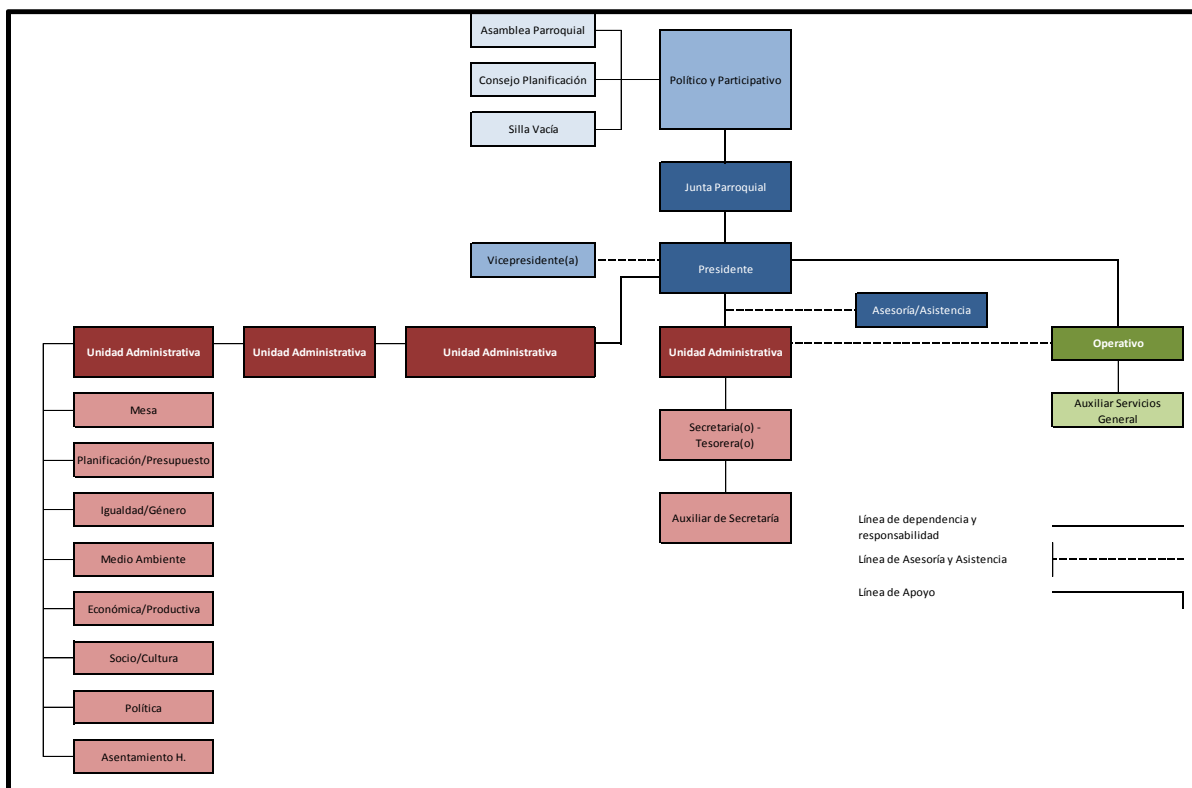 Asamblea Parroquial
Consejo Planificación
Político y Participativo
Silla Vacía
Junta Parroquial
Vicepresidente(a)
Presidente
Asesoría/Asistencia
Unidad Administrativa
Unidad Administrativa
Unidad Administrativa
Unidad Administrativa
Operativo
Mesa
Planificación/Presupuesto
Igualdad/Género
Medio Ambiente
Económica/Productiva
Socio/Cultura
Política
Asentamiento H.
Secretaria(o) -
Tesorera(o)
Auxiliar de Secretaría
Auxiliar Servicios
General
Línea de dependencia y
responsabilidad
Línea de Asesoría y Asistencia
Línea de Apoyo